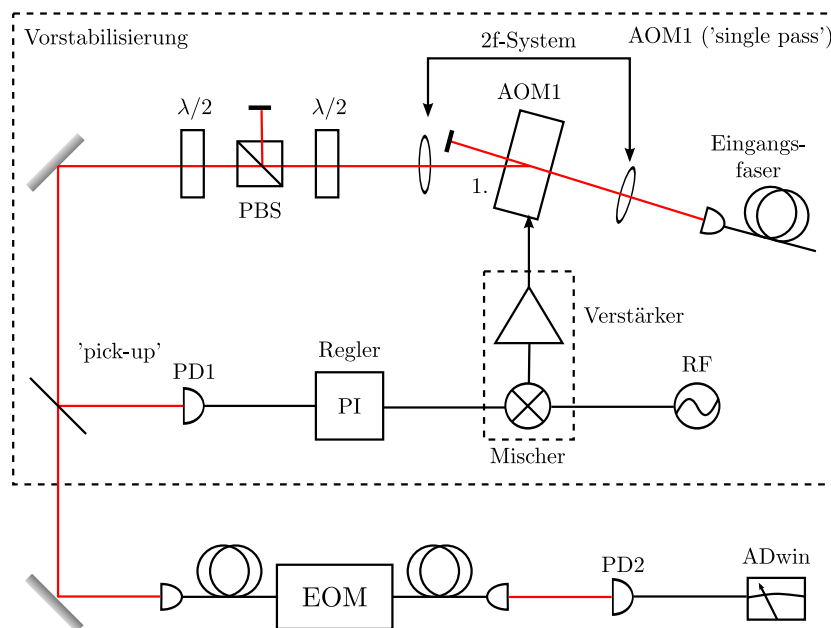 Vorstabilisierung
2f-System
AOM1 ('single pass')
λ/2
λ/2
AOM1
Eingangs-
faser
PBS
1.
'pick-up'
PD1
Regler
PI
Verstärker
RF
Mischer
EOM
PD2
ADwin